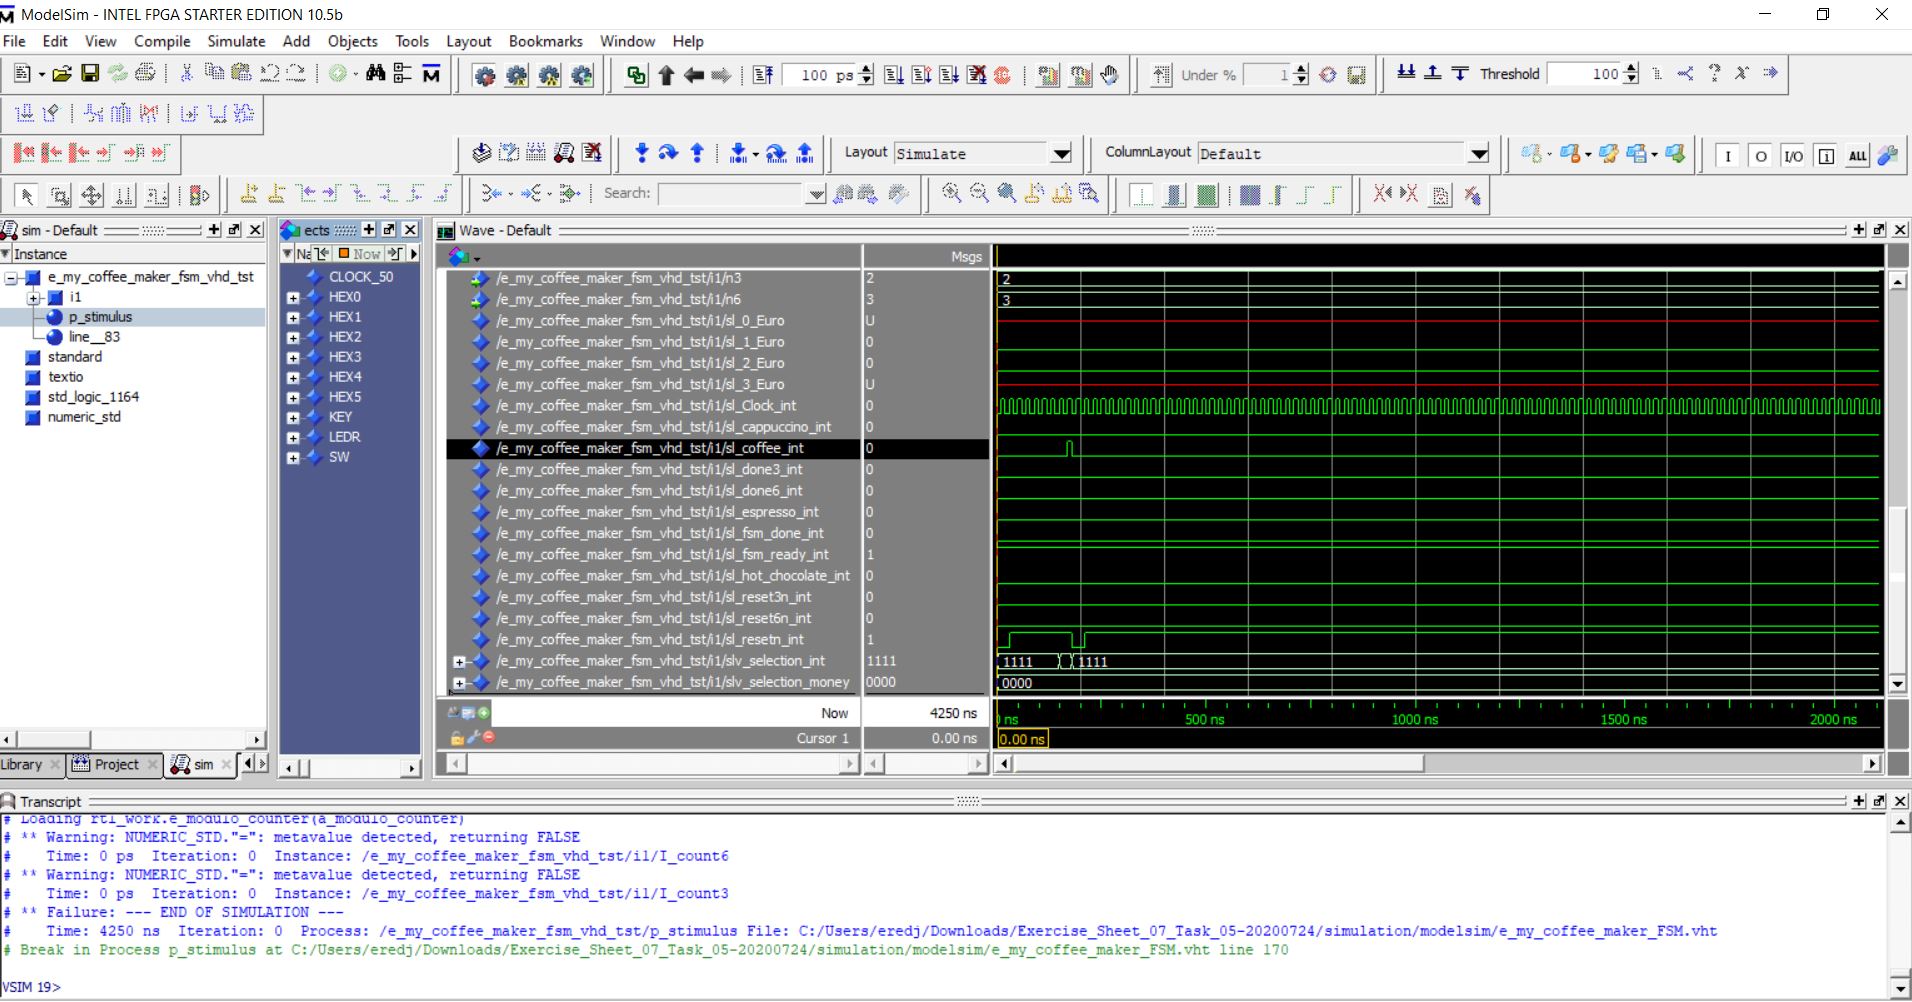 ModelSim - INTEL FPGA STARTER EDITION 10.5b
File Edit View Compile Simulate Add Objects Tools Layout Bookmarks Window Help
100 ps
Under % 1
Threshold 100
Layout Simulate
ColumnLayout Default
I O I/O i ALL
Search:
sim - Default
Instance
e_my_coffee_maker_fsm_vhd_tst
i1
p_stimulus
line__83
standard
textio
std_logic_1164
numeric_std
Library Project sim
ects
Na Now
CLOCK_50
HEX0
HEX1
HEX2
HEX3
HEX4
HEX5
KEY
LEDR
SW
Wave - Default
Msgs
/e_my_coffee_maker_fsm_vhd_tst/i1/n3 2 2
/e_my_coffee_maker_fsm_vhd_tst/i1/n6 3 3
/e_my_coffee_maker_fsm_vhd_tst/i1/sl_0_Euro U
/e_my_coffee_maker_fsm_vhd_tst/i1/sl_1_Euro 0
/e_my_coffee_maker_fsm_vhd_tst/i1/sl_2_Euro 0
/e_my_coffee_maker_fsm_vhd_tst/i1/sl_3_Euro U
/e_my_coffee_maker_fsm_vhd_tst/i1/sl_Clock_int 0
/e_my_coffee_maker_fsm_vhd_tst/i1/sl_cappuccino_int 0
/e_my_coffee_maker_fsm_vhd_tst/i1/sl_coffee_int 0
/e_my_coffee_maker_fsm_vhd_tst/i1/sl_done3_int 0
/e_my_coffee_maker_fsm_vhd_tst/i1/sl_done6_int 0
/e_my_coffee_maker_fsm_vhd_tst/i1/sl_espresso_int 0
/e_my_coffee_maker_fsm_vhd_tst/i1/sl_fsm_done_int 0
/e_my_coffee_maker_fsm_vhd_tst/i1/sl_fsm_ready_int 1
/e_my_coffee_maker_fsm_vhd_tst/i1/sl_hot_chocolate_int 0
/e_my_coffee_maker_fsm_vhd_tst/i1/sl_reset3n_int 0
/e_my_coffee_maker_fsm_vhd_tst/i1/sl_reset6n_int 0
/e_my_coffee_maker_fsm_vhd_tst/i1/sl_resetn_int 1
/e_my_coffee_maker_fsm_vhd_tst/i1/slv_selection_int 1111 1111 1111
/e_my_coffee_maker_fsm_vhd_tst/i1/slv_selection_money 0000 0000
Now 4250 ns ns 500 ns 1000 ns 1500 ns 2000 ns
Cursor 1 0.00 ns 0.00 ns
Transcript
# Loading rtl_work.e_modulo_counter(a_modulo_counter)
# ** Warning: NUMERIC_STD."=": metavalue detected, returning FALSE
# Time: 0 ps Iteration: 0 Instance: /e_my_coffee_maker_fsm_vhd_tst/i1/I_count6
# ** Warning: NUMERIC_STD."=": metavalue detected, returning FALSE
# Time: 0 ps Iteration: 0 Instance: /e_my_coffee_maker_fsm_vhd_tst/i1/I_count3
# ** Failure: --- END OF SIMULATION ---
# Time: 4250 ns Iteration: 0 Process: /e_my_coffee_maker_fsm_vhd_tst/p_stimulus File: C:/Users/eredj/Downloads/Exercise_Sheet_07_Task_05-20200724/simulation/modelsim/e_my_coffee_maker_FSM.vht
# Break in Process p_stimulus at C:/Users/eredj/Downloads/Exercise_Sheet_07_Task_05-20200724/simulation/modelsim/e_my_coffee_maker_FSM.vht line 170
VSIM 19>